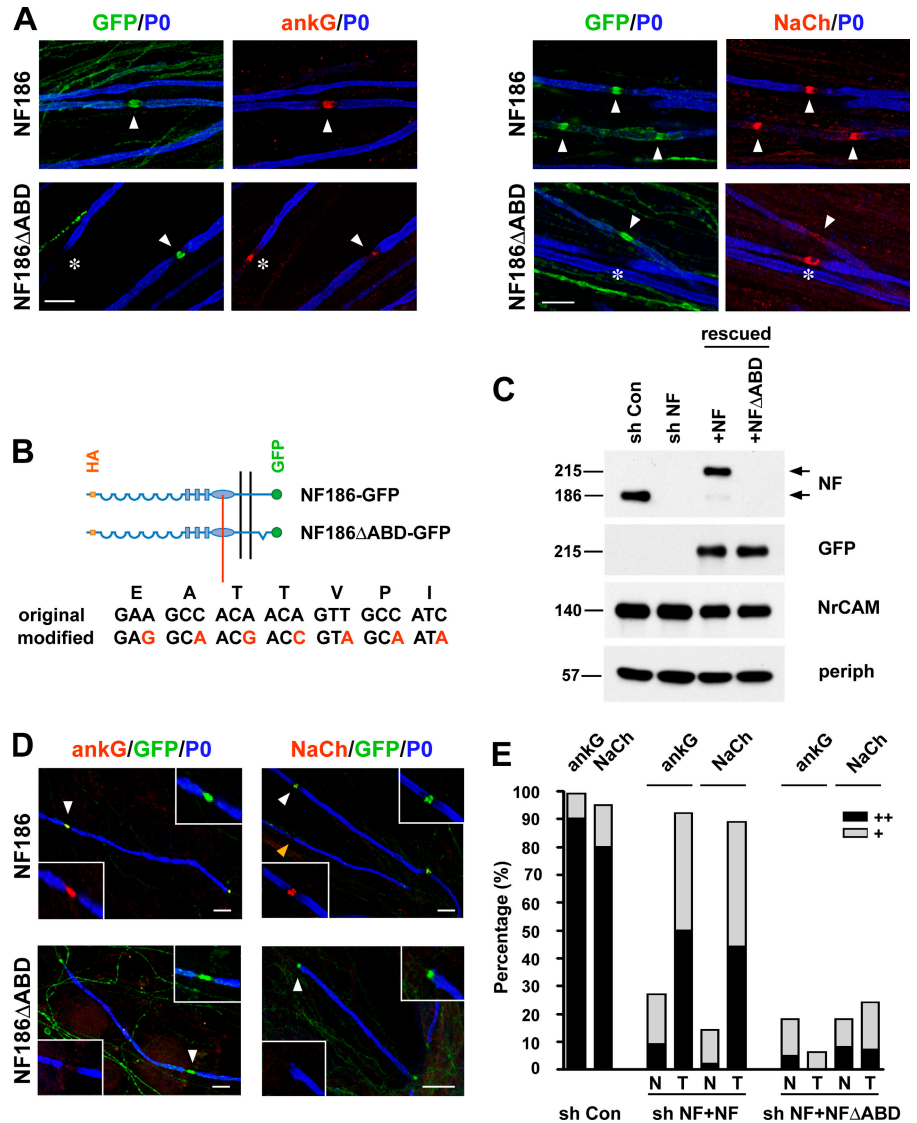 A
GFP/P0
ankG/P0
GFP/P0
NaCh/P0
NF186
NF186
NF186ΔABD
*
*
NF186ΔABD
*
*
B
HA
GFP
NF186-GFP
NF186ΔABD-GFP
E A T T V P I
original GAA GCC ACA ACA GTT GCC ATC
modified GAG GCA ACG ACC GTA GCA ATA
C
rescued
sh Con
sh NF
+NF
+NFΔABD
215
186
NF
215
GFP
140
NrCAM
57
periph
D
ankG/GFP/P0
NaCh/GFP/P0
NF186
NF186ΔABD
E
ankG
NaCh
ankG
NaCh
ankG
NaCh
++
+
Percentage (%)
100
90
80
70
60
50
40
30
20
10
0
N T N T
N T N T
sh Con
sh NF+NF
sh NF+NFΔABD